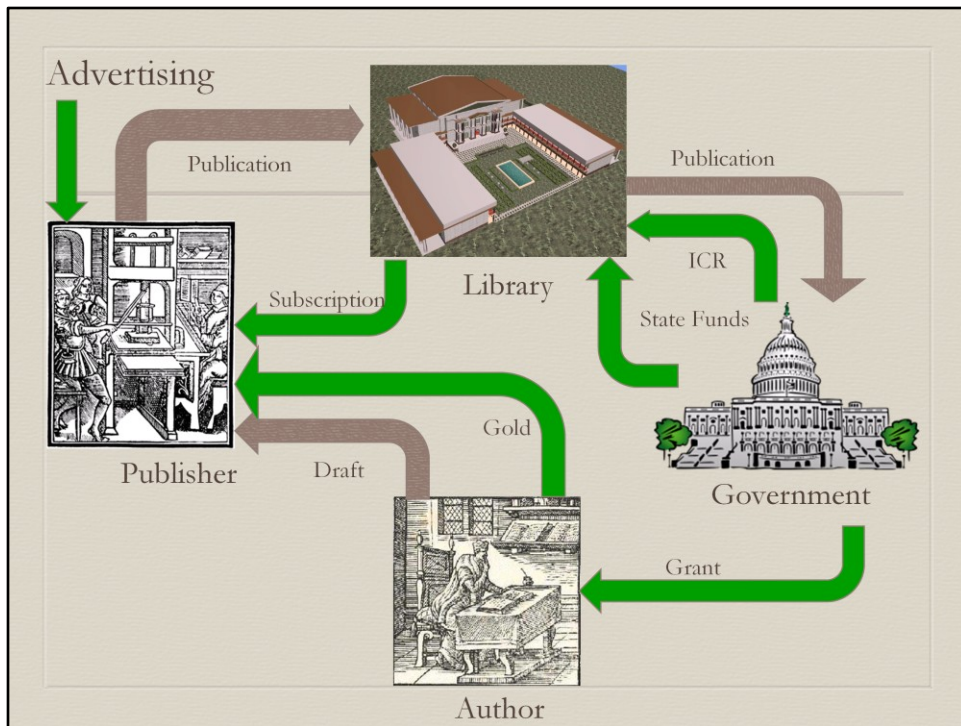 Advertising
Publication
Publication
ICR
Library
Subscription
State Funds
Gold
Publisher
Draft
Government
Grant
Author